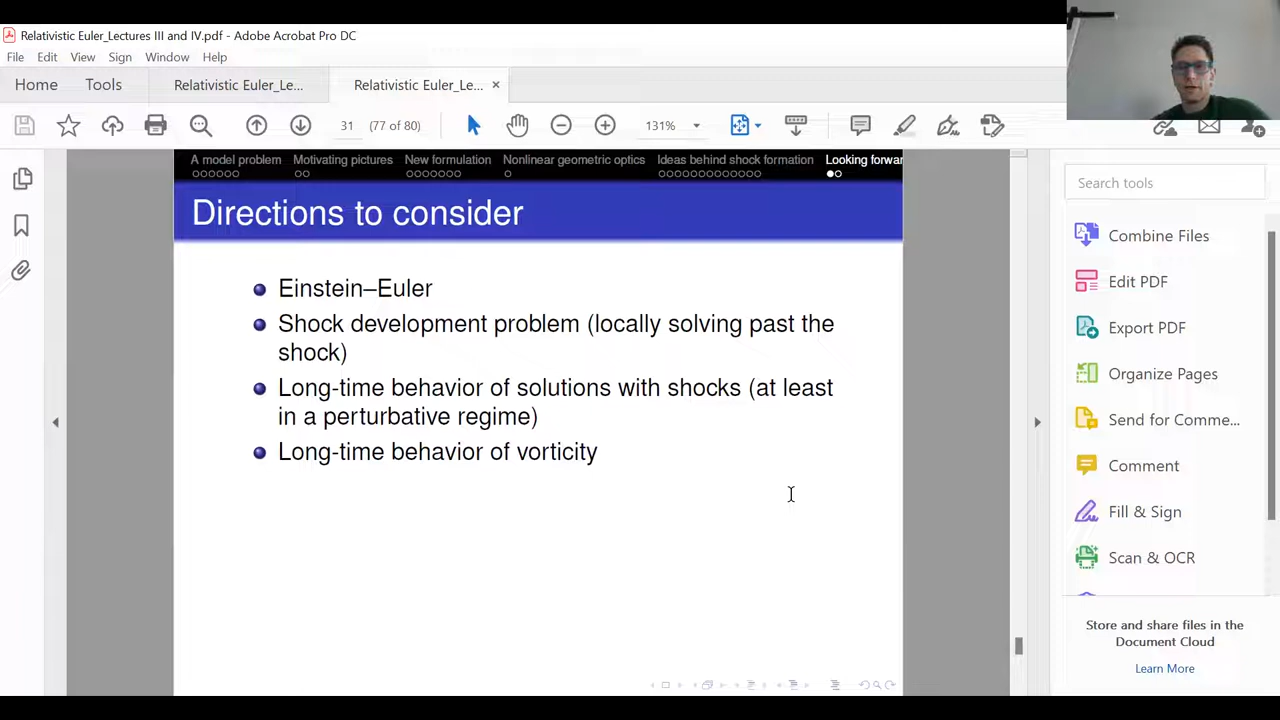 Relativistic Euler_Lectures III and IV.pdf - Adobe Acrobat Pro DC
File Edit View Sign Window Help
Home Tools Relativistic Euler_Le... Relativistic Euler_Le... ×
31 (77 of 80) 131%
A model problem Motivating pictures New formulation Nonlinear geometric optics Ideas behind shock formation Looking forwar
Directions to consider
Einstein–Euler
Shock development problem (locally solving past the
shock)
Long-time behavior of solutions with shocks (at least
in a perturbative regime)
Long-time behavior of vorticity
Search tools
Combine Files
Edit PDF
Export PDF
Organize Pages
Send for Comme...
Comment
Fill & Sign
Scan & OCR
Store and share files in the
Document Cloud
Learn More